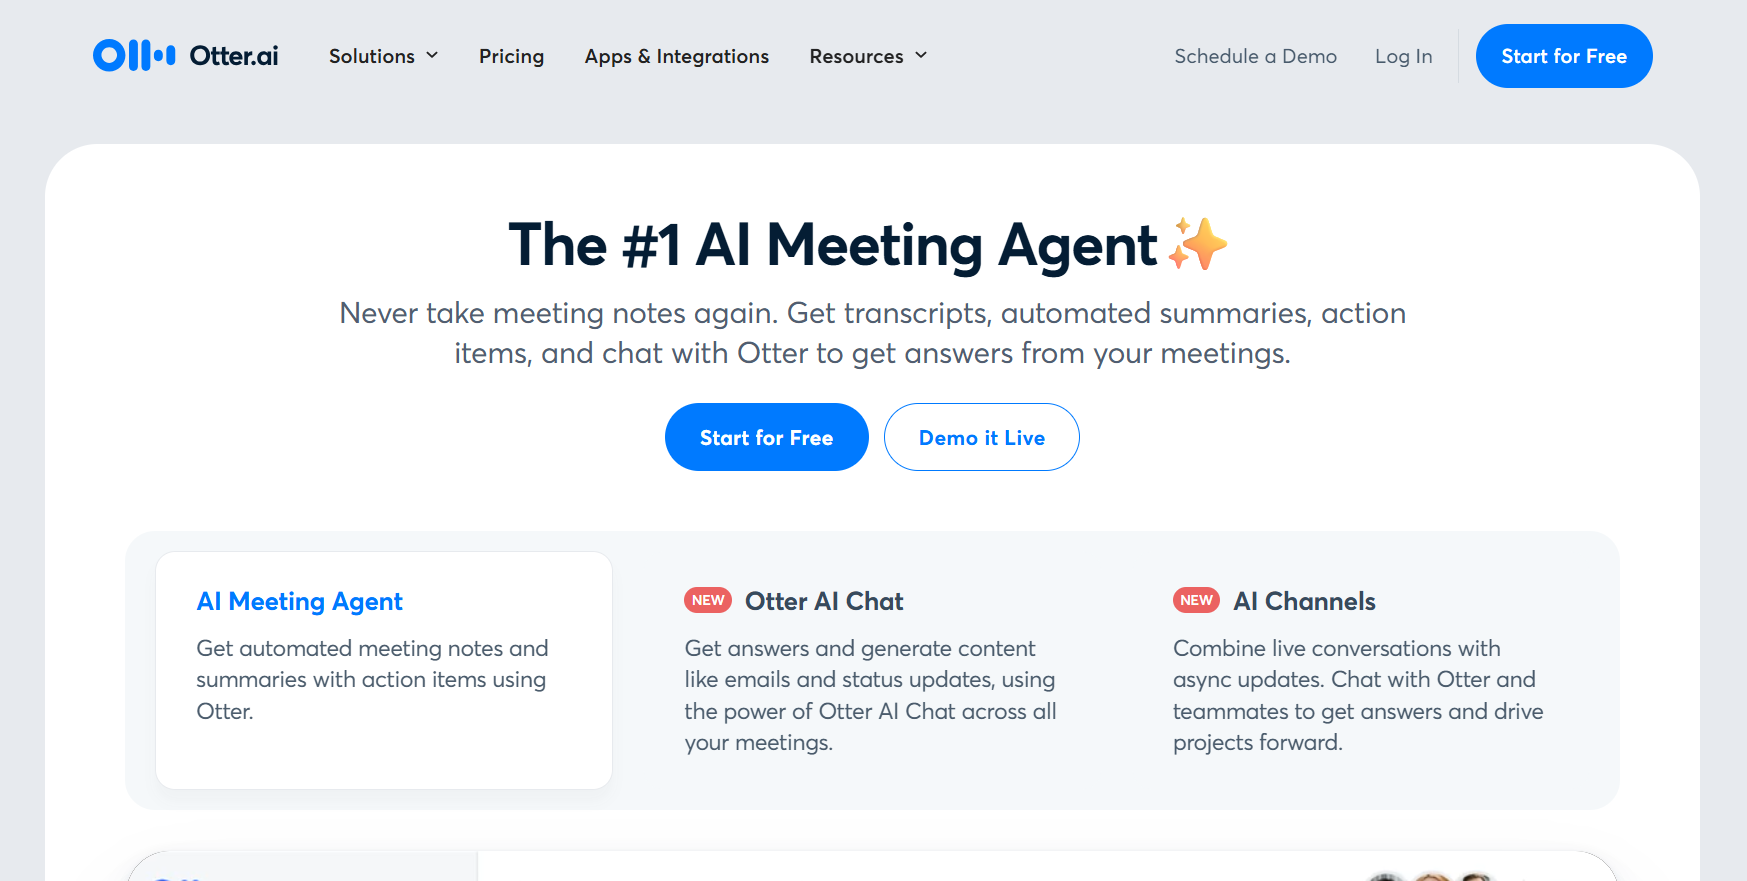 Otter.ai
Solutions
Pricing
Apps & Integrations
Resources
Schedule a Demo
Log In
Start for Free
The #1 AI Meeting Agent
Never take meeting notes again. Get transcripts, automated summaries, action
items, and chat with Otter to get answers from your meetings.
Start for Free
Demo it Live
AI Meeting Agent
Get automated meeting notes and
summaries with action items using
Otter.
NEW Otter AI Chat
Get answers and generate content
like emails and status updates, using
the power of Otter AI Chat across all
your meetings.
NEW AI Channels
Combine live conversations with
async updates. Chat with Otter and
teammates to get answers and drive
projects forward.